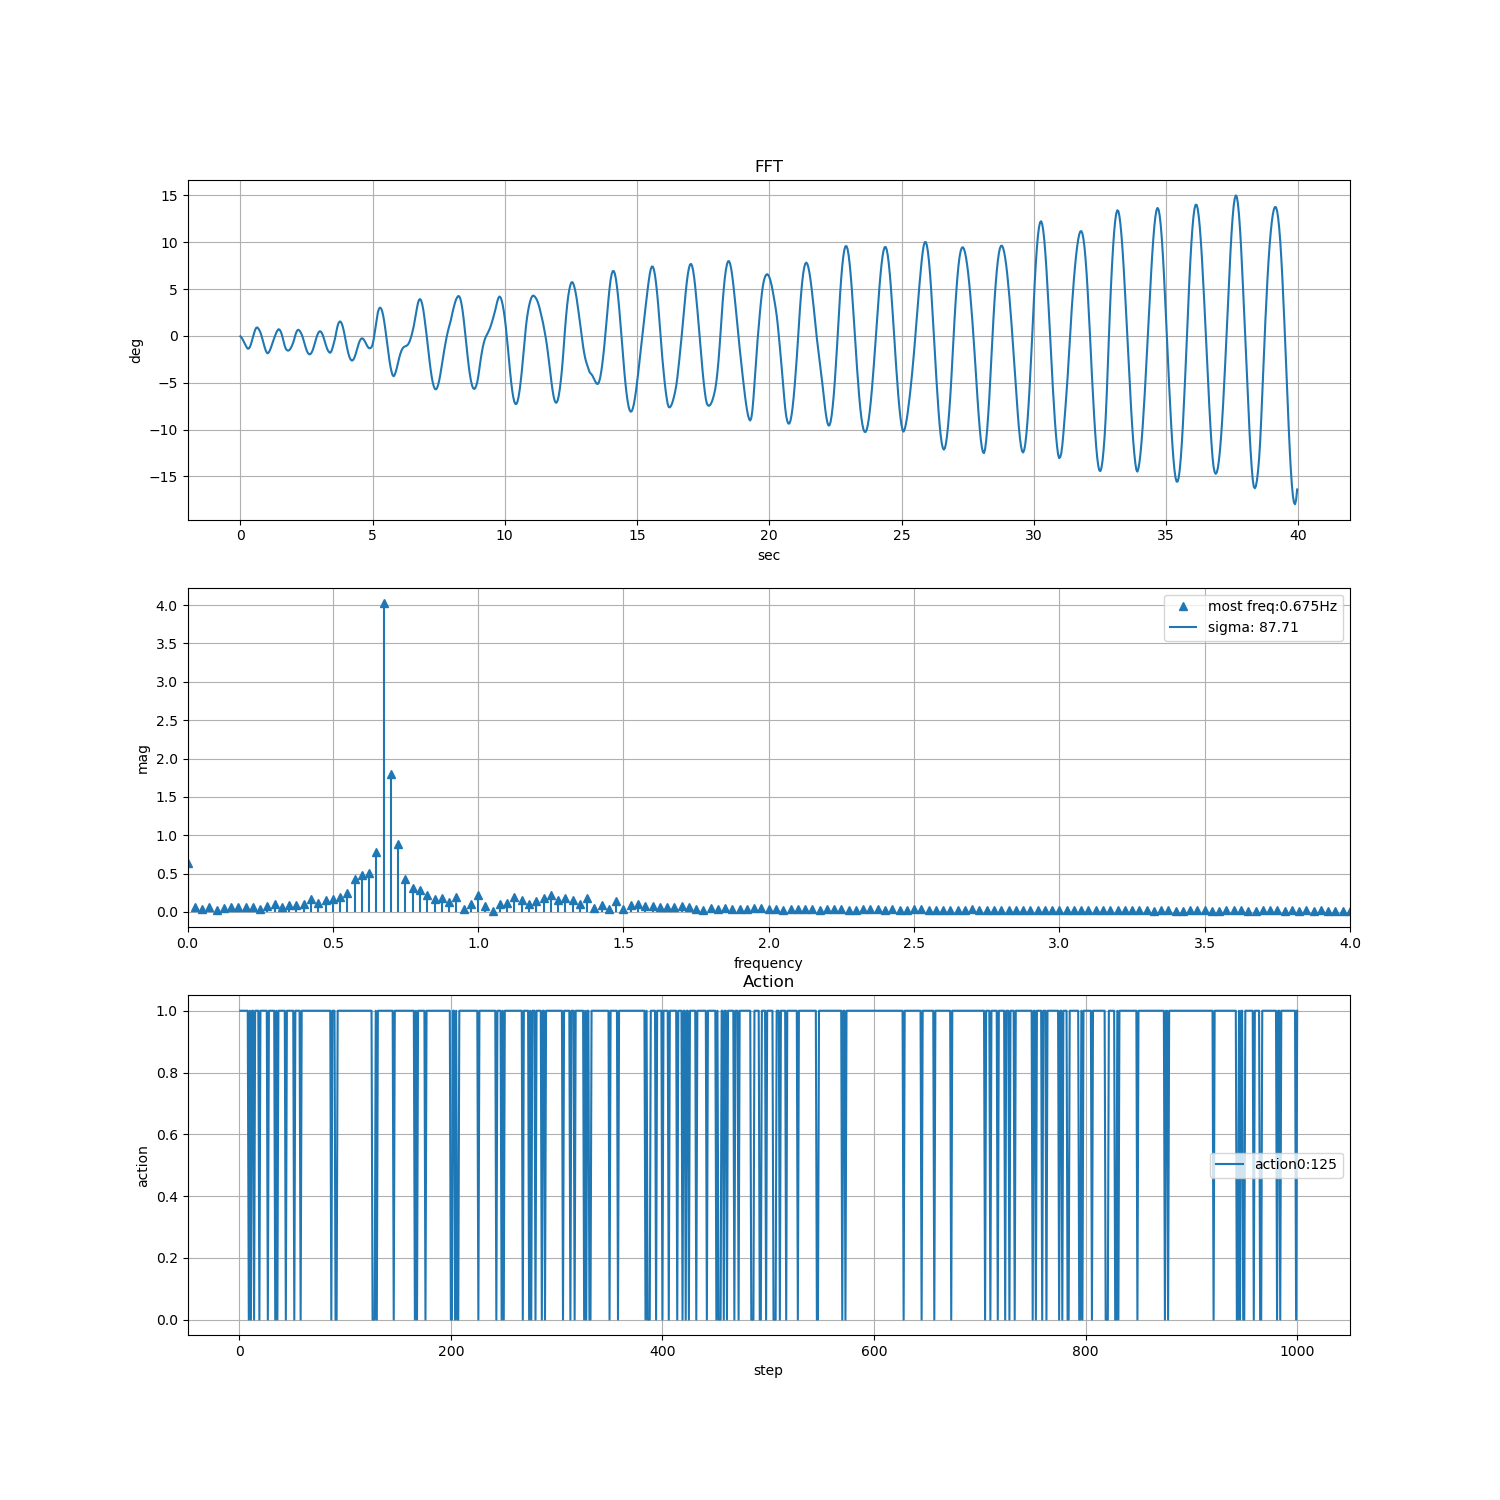 FFT
15
10
5
0
−5
−10
−15
deg
0 5 10 15 20 25 30 35 40
sec
4.0
3.5
3.0
2.5
2.0
1.5
1.0
0.5
0.0
mag
most freq:0.675Hz
sigma: 87.71
0.0 0.5 1.0 1.5 2.0 2.5 3.0 3.5 4.0
frequency
Action
1.0
0.8
0.6
0.4
0.2
0.0
action
action0:125
0 200 400 600 800 1000
step